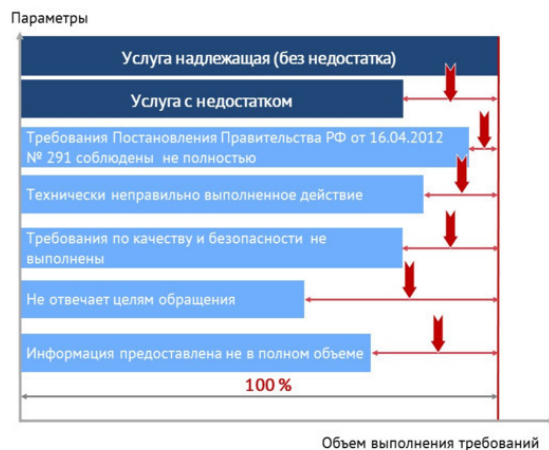 Параметры
Услуга надлежащая (без недостатка)
Услуга с недостатком
Требования Постановления Правительства РФ от 16.04.2012
№ 291 соблюдены не полностью
Технически неправильно выполненное действие
Требования по качеству и безопасности не
выполнены
Не отвечает целям обращения
Информация предоставлена не в полном объеме
100 %
Объем выполнения требований